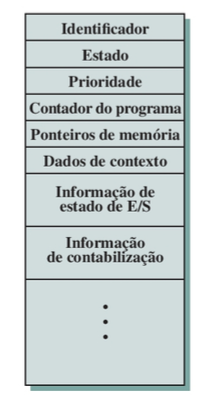 Identificador
Estado
Prioridade
Contador do programa
Ponteiros de memória
Dados de contexto
Informação de
estado de E/S
Informação
de contabilização